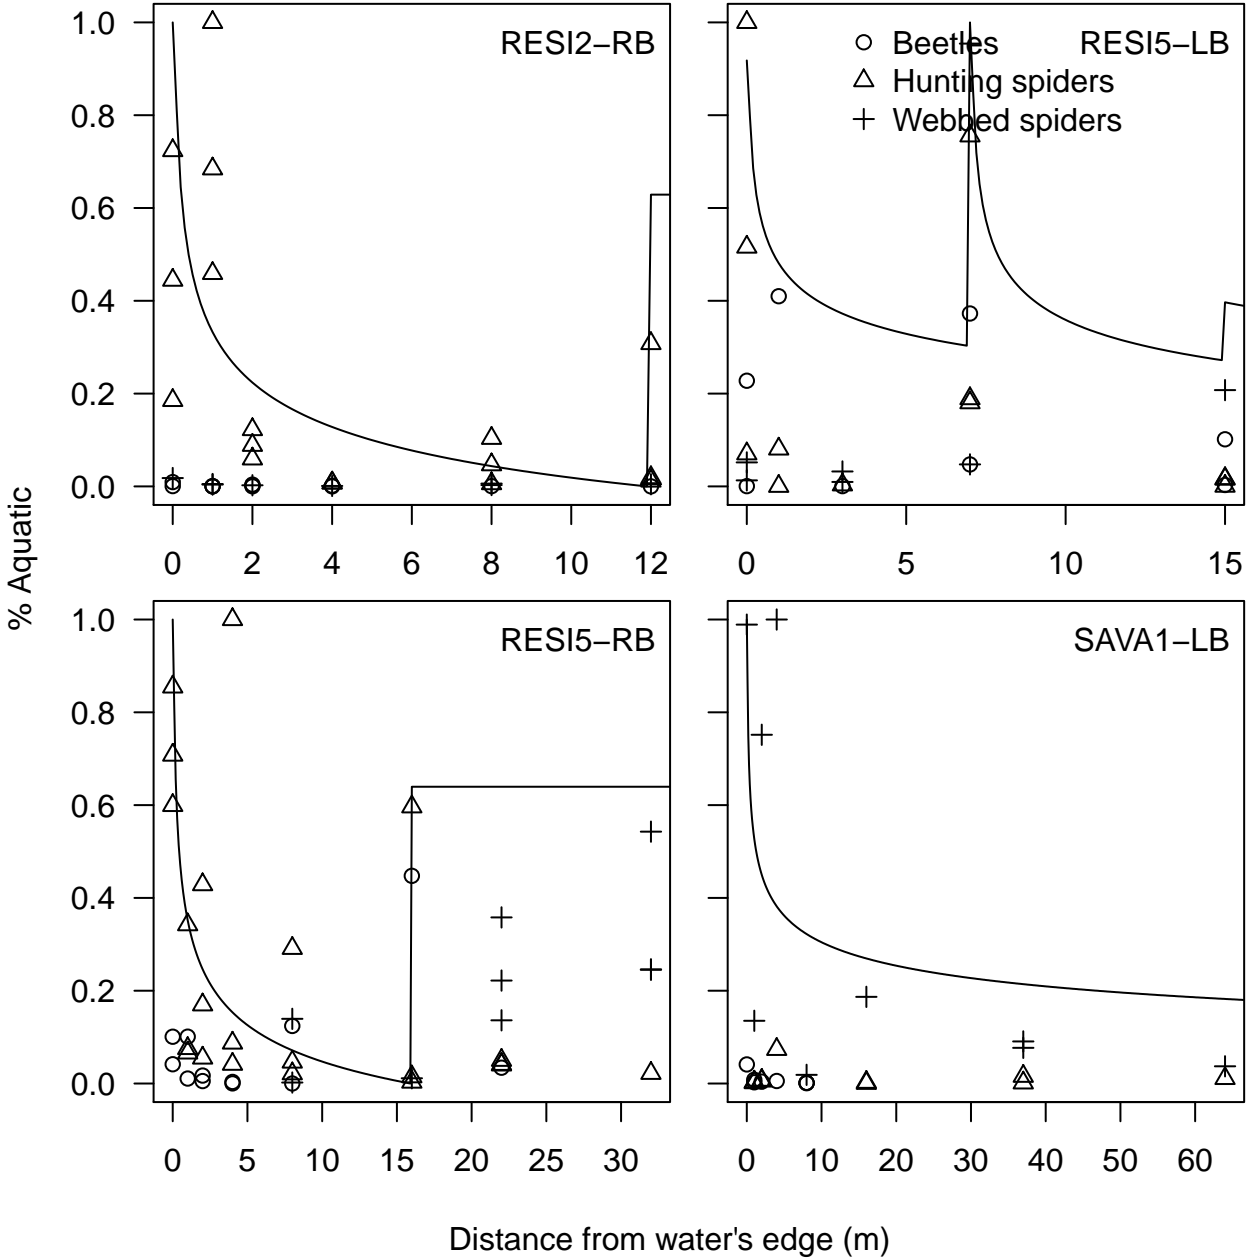 1.0
0.8
0.6
0.4
0.2
0.0
RESI2−RB
0 2 4 6 8 10 12
RESI5−LB
Beetles
Hunting spiders
Webbed spiders
0 5 10 15
% Aquatic
1.0
0.8
0.6
0.4
0.2
0.0
RESI5−RB
0 5 10 15 20 25 30
SAVA1−LB
0 10 20 30 40 50 60
Distance from water's edge (m)